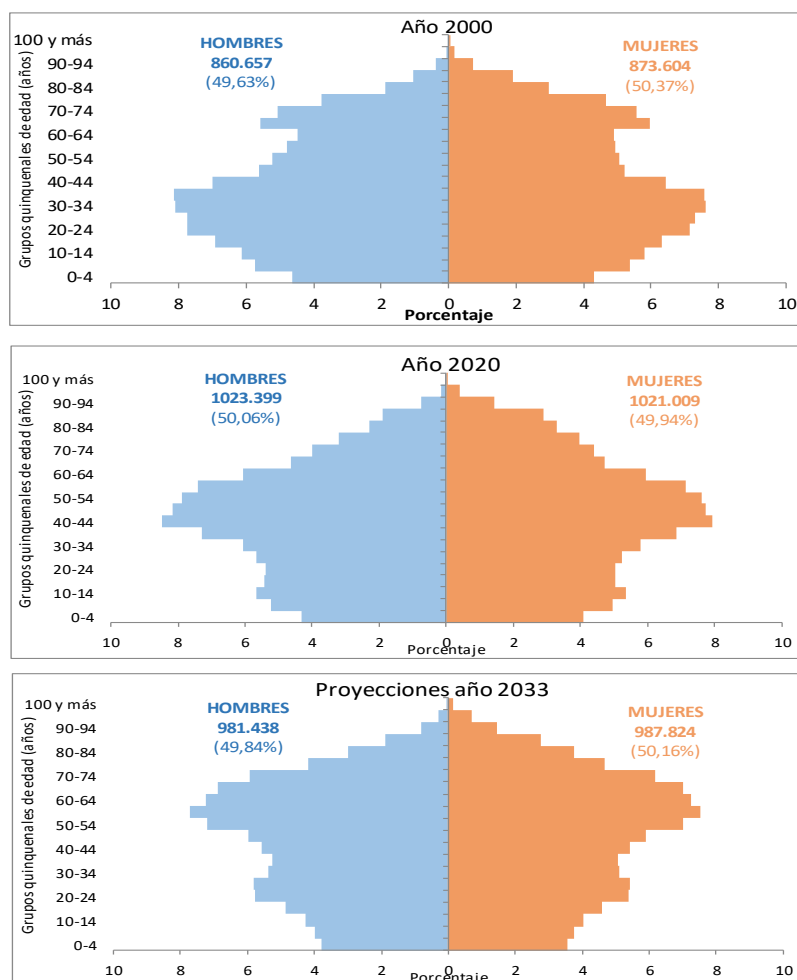 Año 2000
HOMBRES
860.657
(49,63%)
MUJERES
873.604
(50,37%)
Grupos quinquenales de edad (años)
100 y más
90-94
80-84
70-74
60-64
50-54
40-44
30-34
20-24
10-14
0-4
10 8 6 4 2 0 2 4 6 8 10
Porcentaje
Año 2020
HOMBRES
1023.399
(50,06%)
MUJERES
1021.009
(49,94%)
Grupos quinquenales de edad (años)
100 y más
90-94
80-84
70-74
60-64
50-54
40-44
30-34
20-24
10-14
0-4
10 8 6 4 2 0 2 4 6 8 10
Porcentaje
Proyecciones año 2033
HOMBRES
981.438
(49,84%)
MUJERES
987.824
(50,16%)
Grupos quinquenales de edad (años)
100 y más
90-94
80-84
70-74
60-64
50-54
40-44
30-34
20-24
10-14
0-4
10 8 6 4 2 0 2 4 6 8 10
Porcentaje